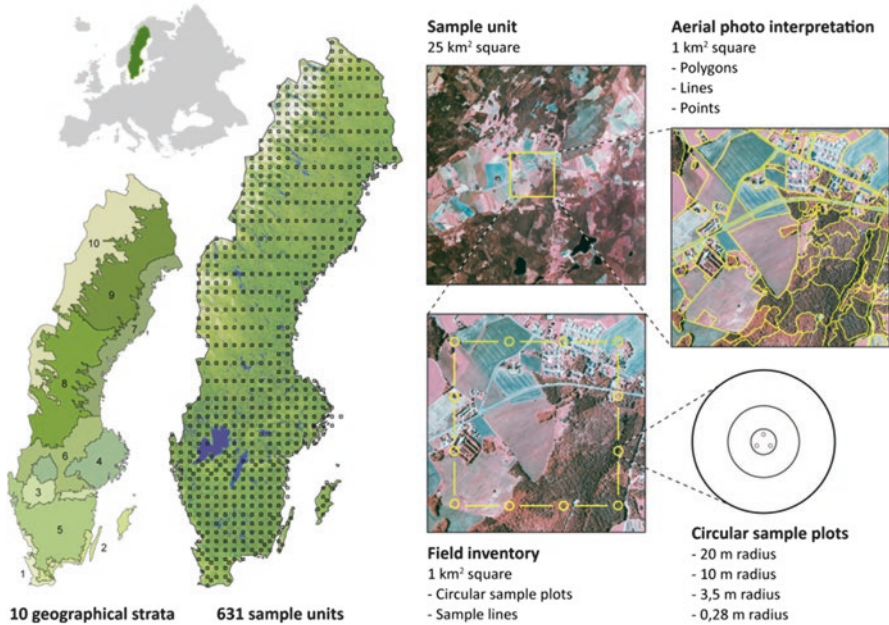 Sample unit
25 km² square
Aerial photo interpretation
1 km² square
- Polygons
- Lines
- Points
10
9
7
8
6
4
3
5
2
1
10 geographical strata
631 sample units
Field inventory
1 km² square
- Circular sample plots
- Sample lines
Circular sample plots
- 20 m radius
- 10 m radius
- 3,5 m radius
- 0,28 m radius